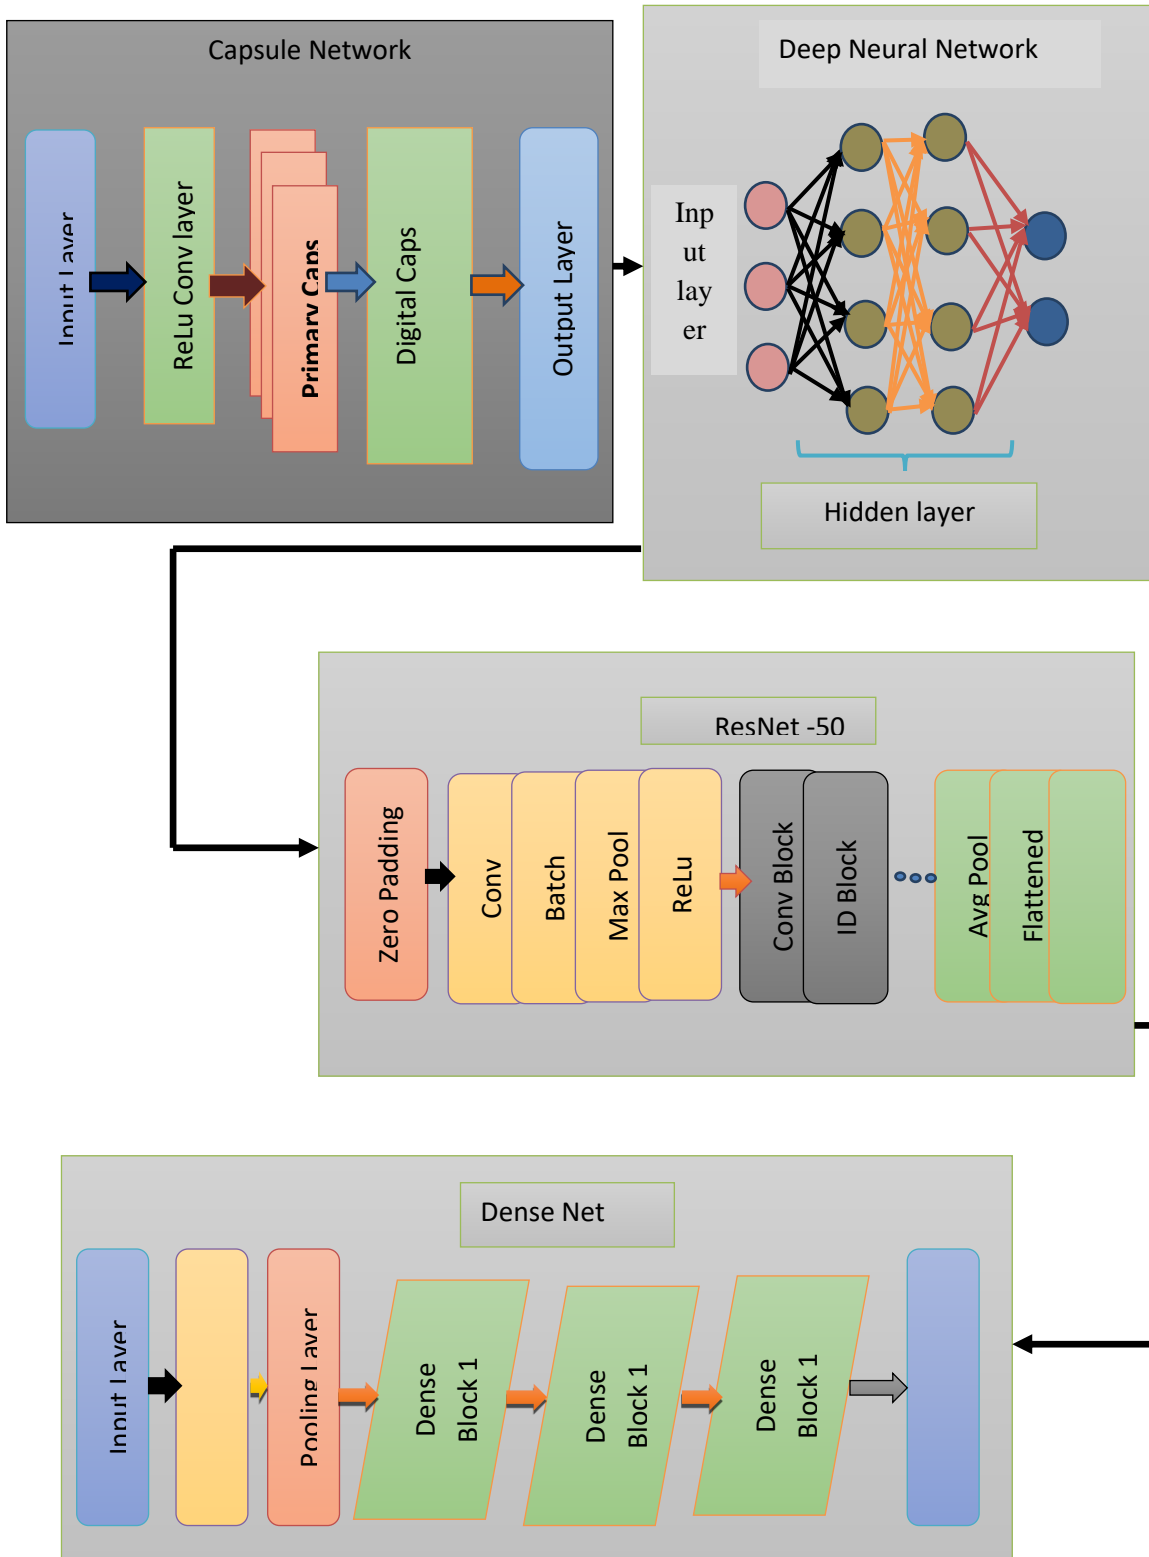 Capsule Network
Input Layer
ReLu Conv layer
Primary Caps
Digital Caps
Output Layer
Deep Neural Network
Inp
ut
lay
er
Hidden layer
ResNet -50
Zero Padding
Conv
Batch
Max Pool
ReLu
Conv Block
ID Block
Avg Pool
Flattened
Dense Net
Input Layer
Pooling Layer
Dense
Block 1
Dense
Block 1
Dense
Block 1